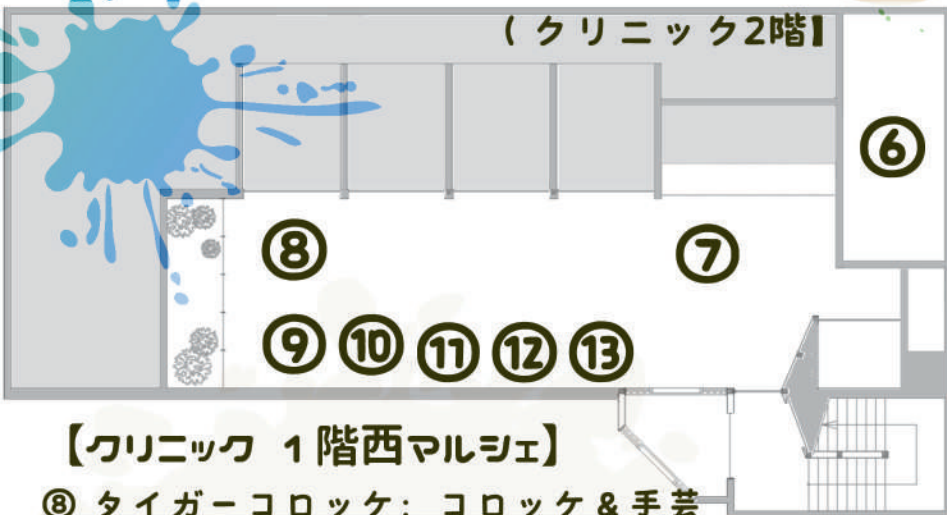 (クリニック2階】
⑥
⑧
⑦
⑨ ⑩ ⑪ ⑫ ⑬
【クリニック 1階西マルシェ】
⑧ タイガーコロッケ: コロッケ&手芸